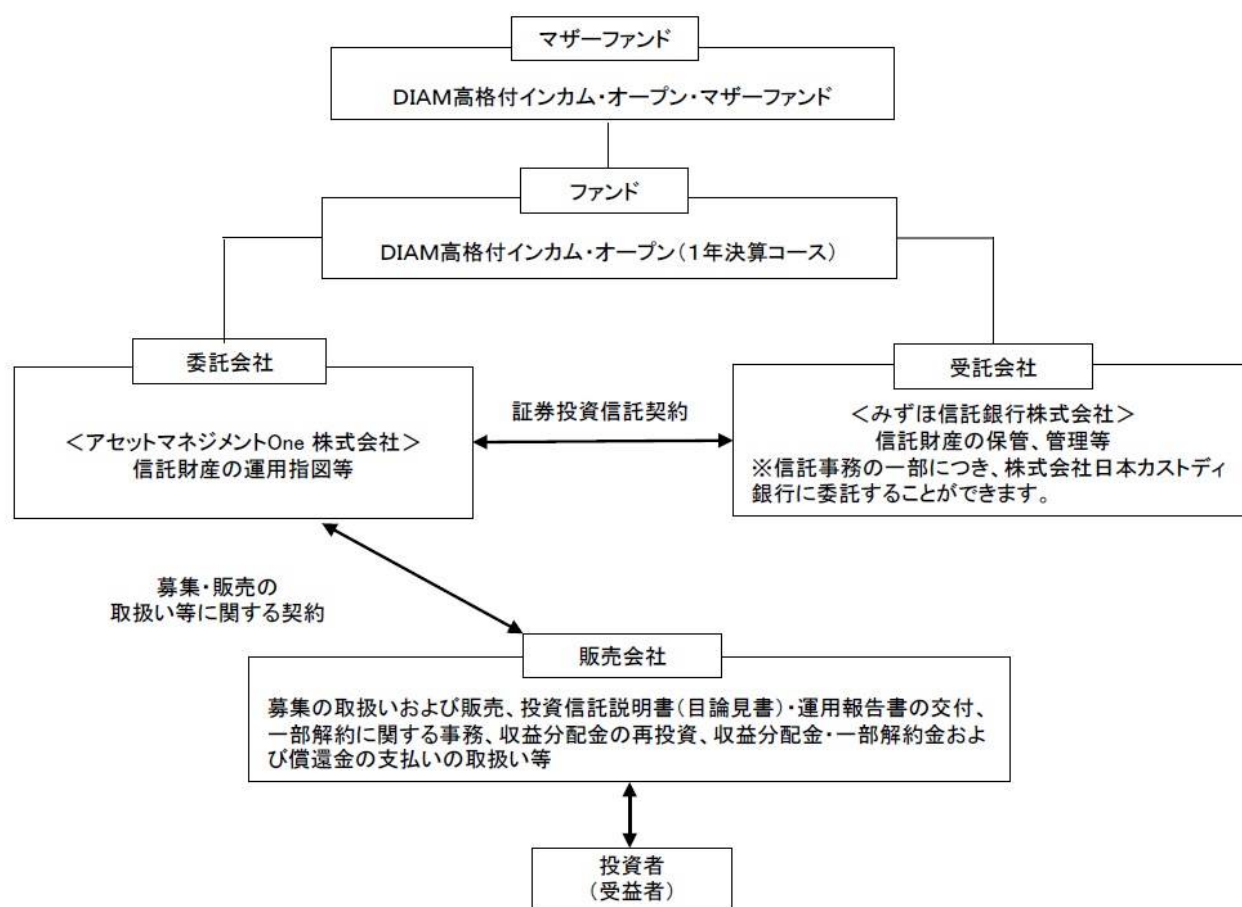 マザーファンド
DIAM高格付インカム・オープン・マザーファンド
ファンド
DIAM高格付インカム・オープン(1年決算コース)
委託会社
<アセットマネジメントOne 株式会社>
信託財産の運用指図等
証券投資信託契約
受託会社
<みずほ信託銀行株式会社>
信託財産の保管、管理等
※信託事務の一部につき、株式会社日本カストディ
銀行に委託することができます。
募集・販売の
取扱い等に関する契約
販売会社
募集の取扱いおよび販売、投資信託説明書(目論見書)・運用報告書の交付、
一部解約に関する事務、収益分配金の再投資、収益分配金・一部解約金およ
び償還金の支払いの取扱い等
投資者
(受益者)